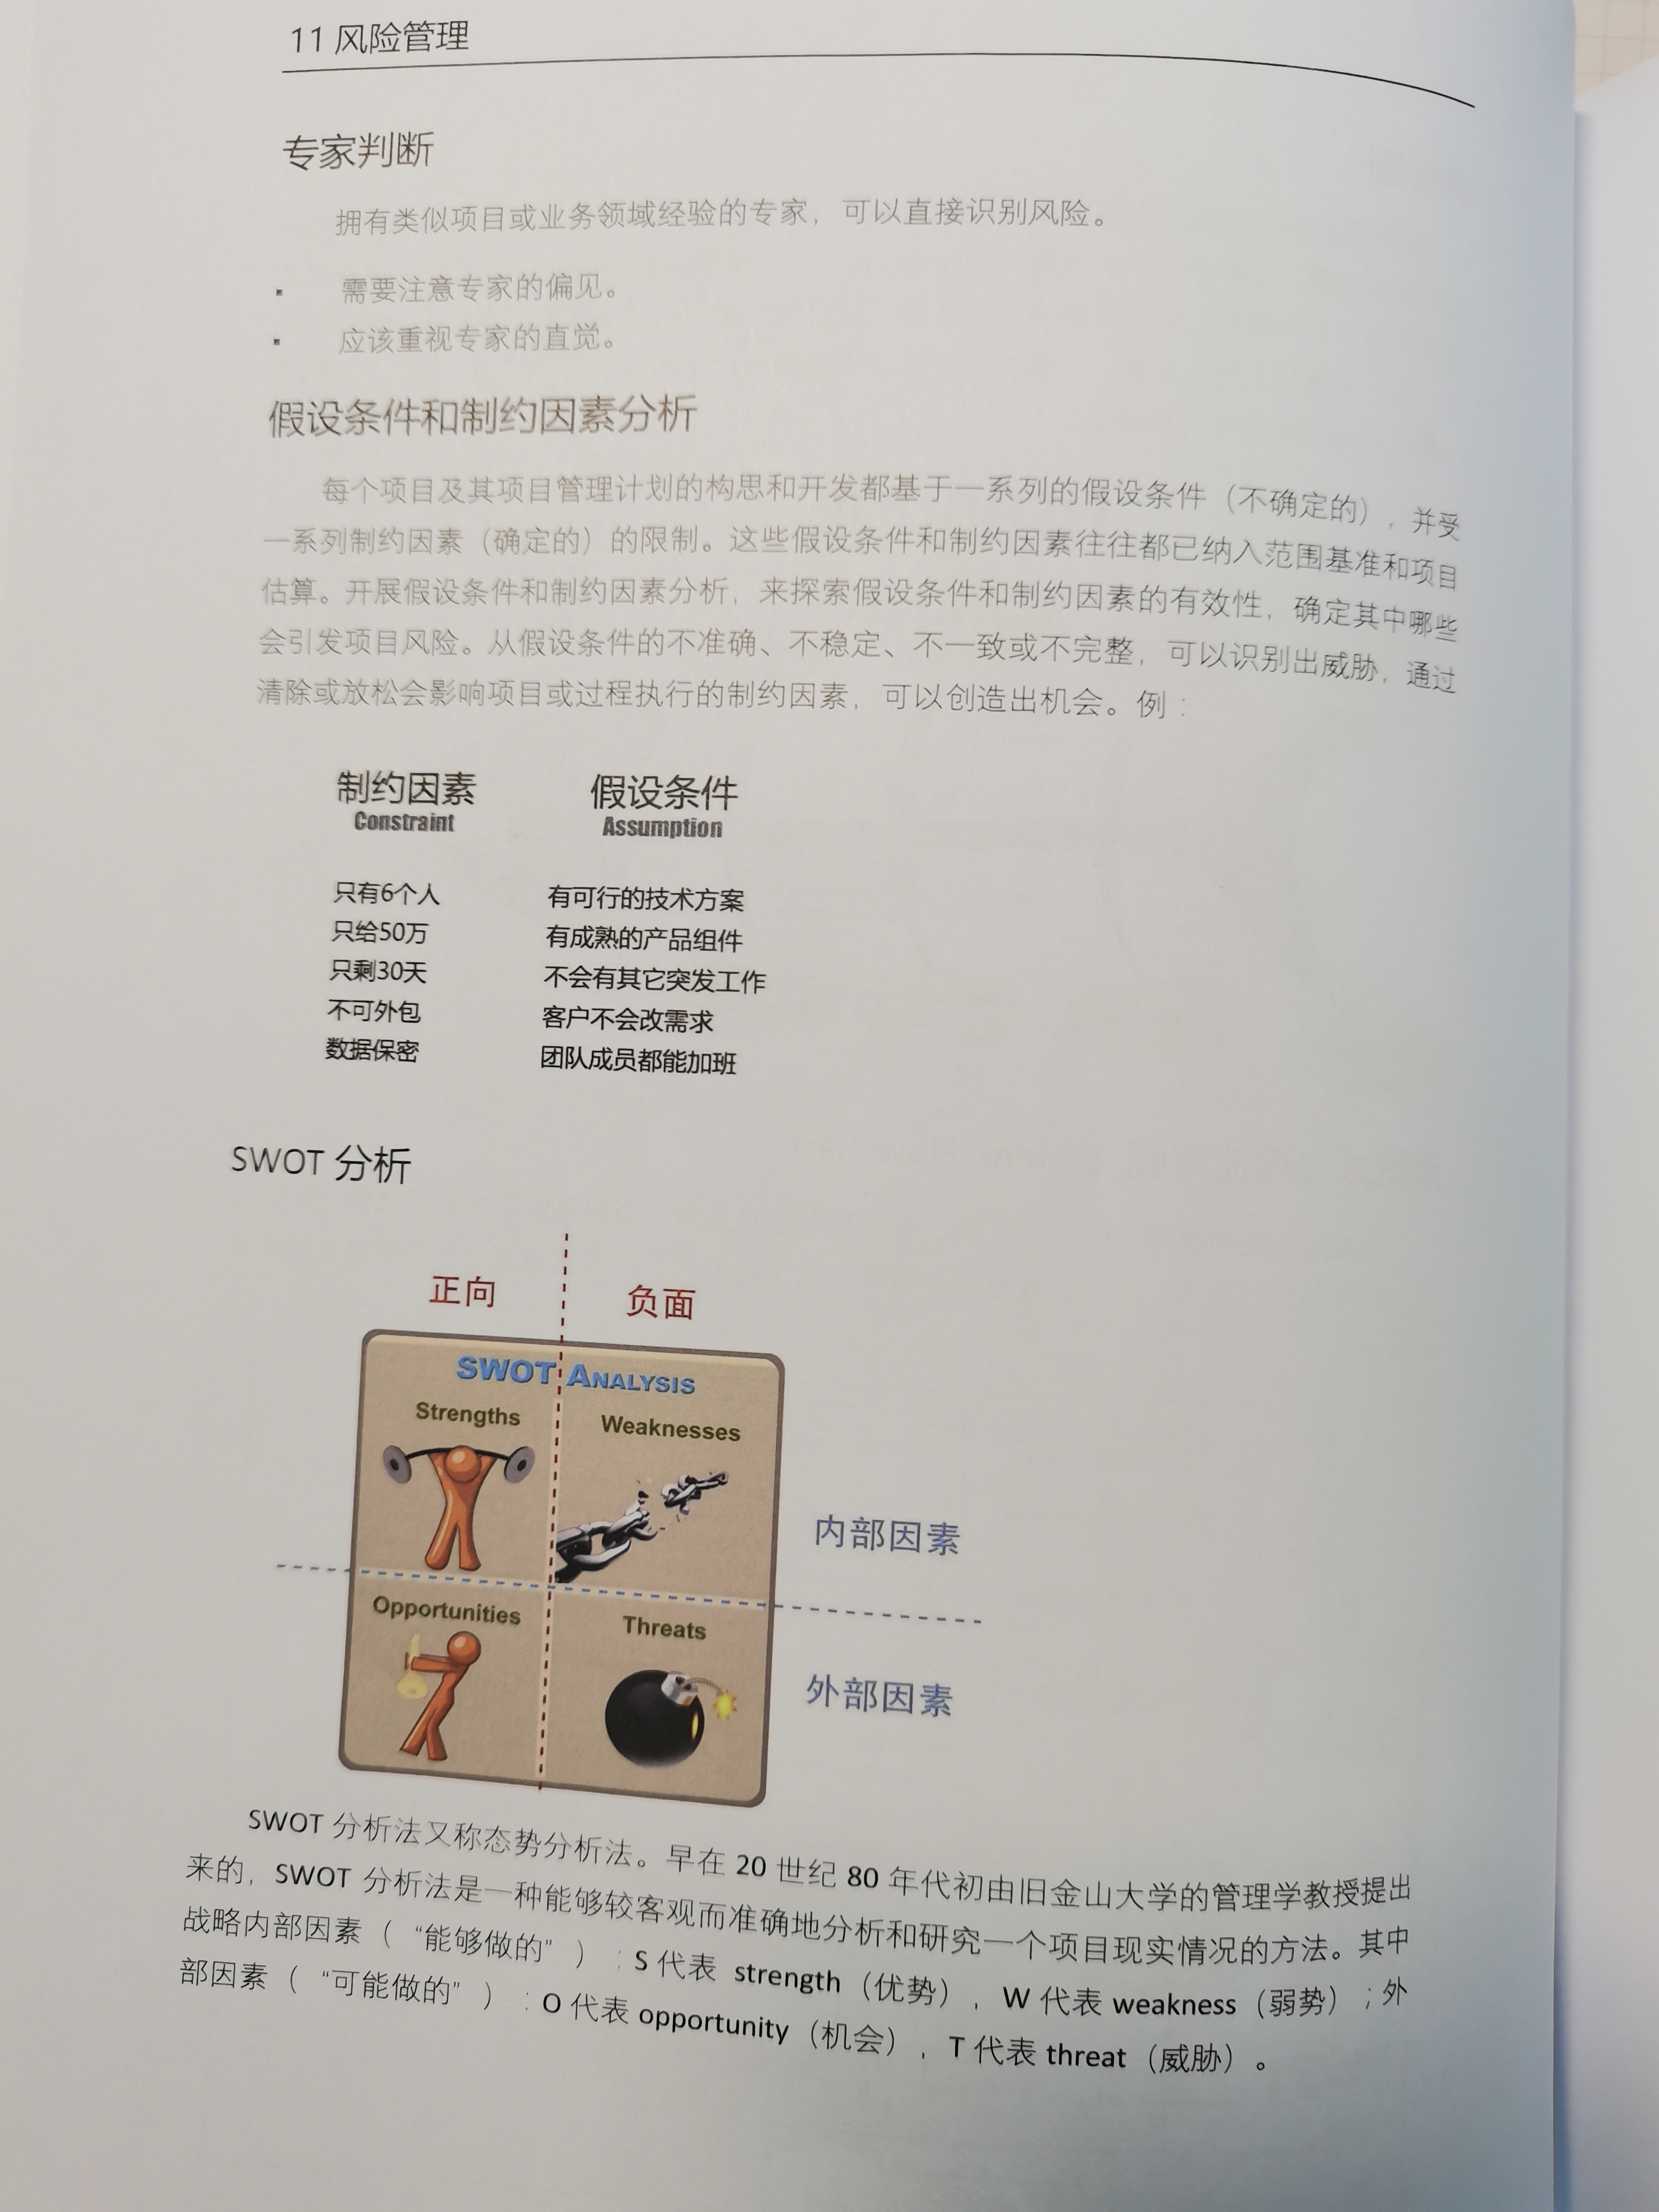 11 风险管理
专家判断
拥有类似项目或业务领域经验的专家，可以直接识别风险。
▪ 需要注意专家的偏见。
▪ 应该重视专家的直觉。
假设条件和制约因素分析
每个项目及其项目管理计划的构思和开发都基于一系列的假设条件（不确定的），并受
一系列制约因素（确定的）的限制。这些假设条件和制约因素往往都已纳入范围基准和项目
估算。开展假设条件和制约因素分析，来探索假设条件和制约因素的有效性，确定其中哪些
会引发项目风险。从假设条件的不准确、不稳定、不一致或不完整，可以识别出威胁，通过
清除或放松会影响项目或过程执行的制约因素，可以创造出机会。例：
制约因素 假设条件
Constraint Assumption
只有6个人 有可行的技术方案
只给50万 有成熟的产品组件
只剩30天 不会有其它突发工作
不可外包 客户不会改需求
数据保密 团队成员都能加班
SWOT 分析
正向 负面
SWOT ANALYSIS
Strengths Weaknesses
内部因素
Opportunities Threats
外部因素
SWOT 分析法又称态势分析法。早在 20 世纪 80 年代初由旧金山大学的管理学教授提出
来的，SWOT 分析法是一种能够较客观而准确地分析和研究一个项目现实情况的方法。其中
战略内部因素（ “能够做的” ）：S 代表 strength（优势），W 代表 weakness（弱势）；外
部因素（ “可能做的” ）：O 代表 opportunity（机会），T 代表 threat（威胁）。